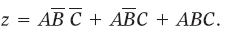 z = AB̅ C̅ + AB̅C + ABC.